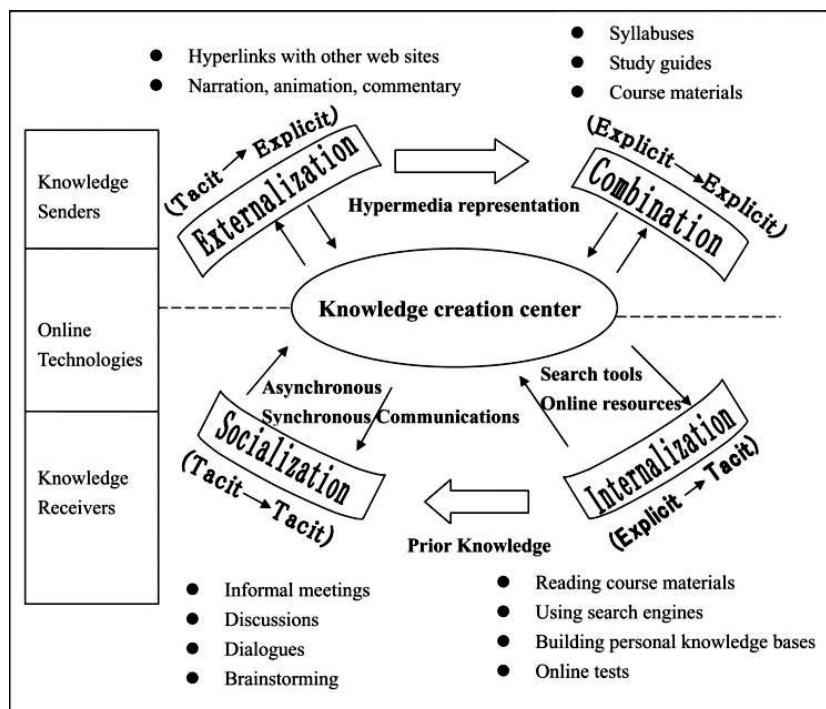 Hyperlinks with other web sites
Narration, animation, commentary
Syllabuses
Study guides
Course materials
Knowledge
Senders
Online
Technologies
Knowledge
Receivers
(Tacit → Explicit)
Externalization
Hypermedia representation
(Explicit → Explicit)
Combination
Knowledge creation center
Asynchronous
Synchronous Communications
Search tools
Online resources
Socialization
(Tacit → Tacit)
Internalization
(Explicit → Tacit)
Prior Knowledge
Informal meetings
Discussions
Dialogues
Brainstorming
Reading course materials
Using search engines
Building personal knowledge bases
Online tests